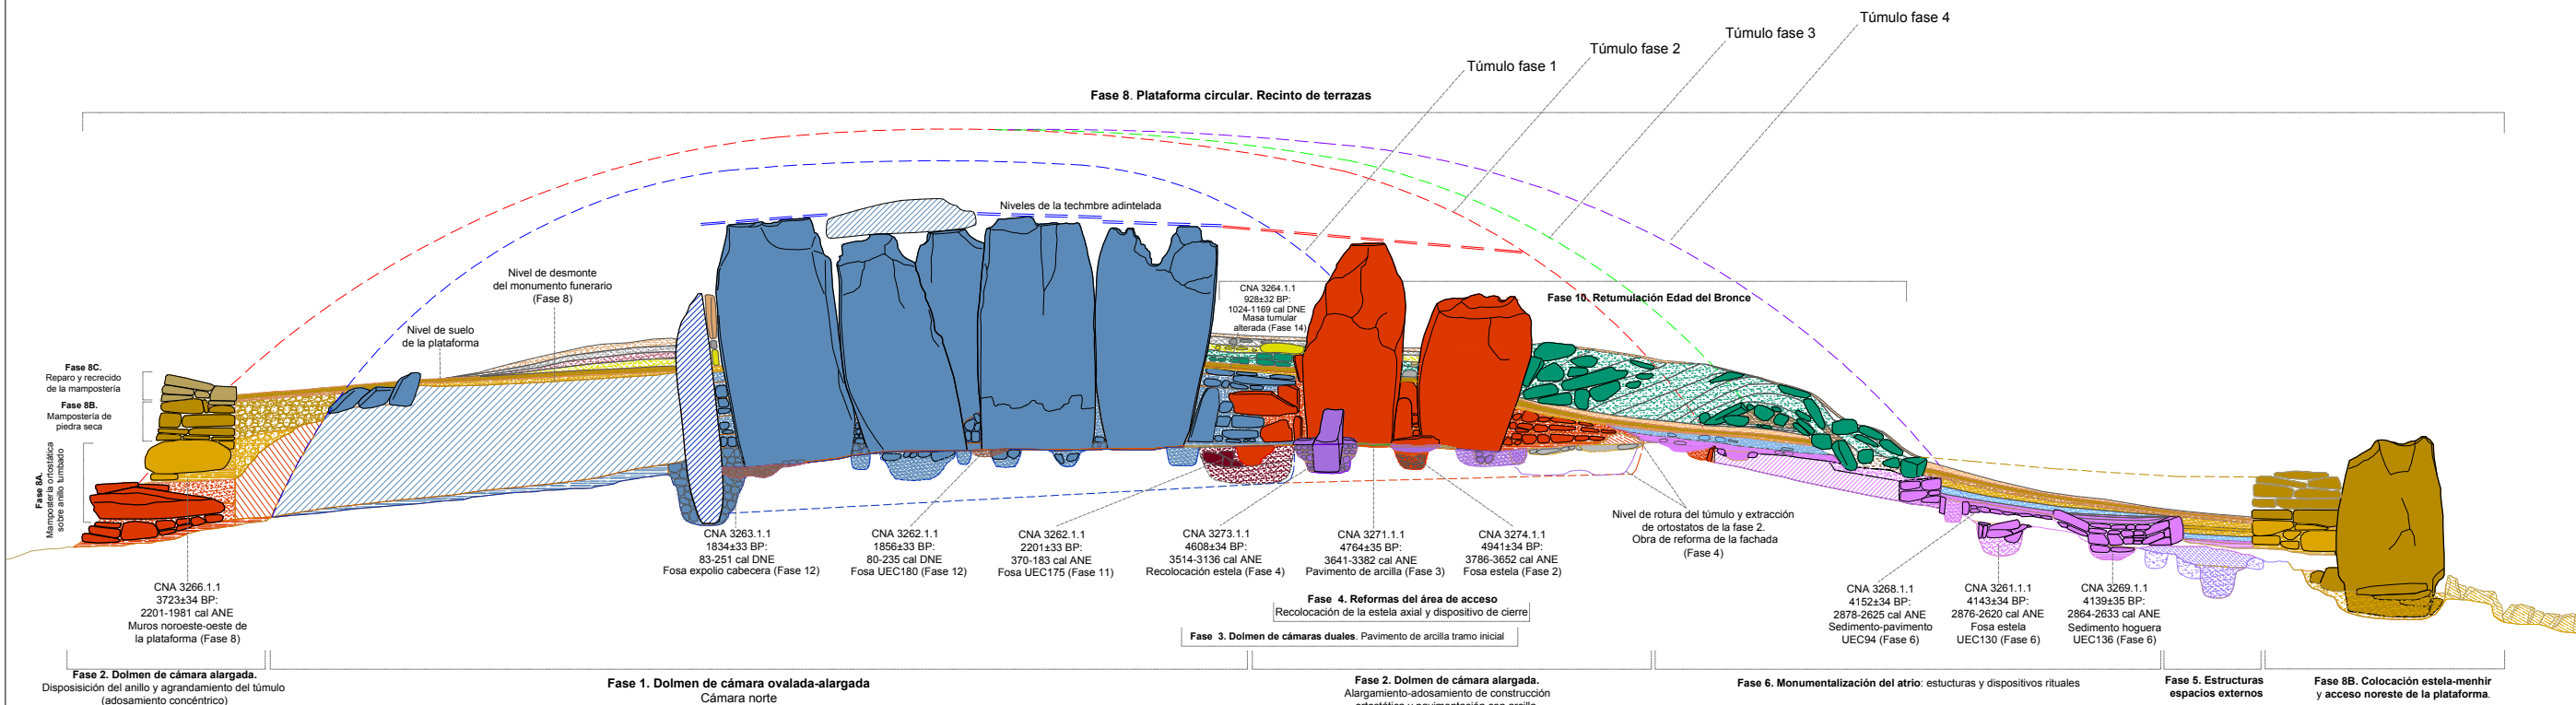 Túmulo fase 4
Túmulo fase 3
Túmulo fase 2
Túmulo fase 1
Fase 8. Plataforma circular. Recinto de terrazas
Niveles de la techmbre adintelada
Nivel de desmonte
del monumento funerario
(Fase 8)
Nivel de suelo
de la plataforma
CNA 3264.1.1
928±32 BP:
1024-1169 cal DNE
Masa tumular
alterada (Fase 14)
Fase 10. Retumulación Edad del Bronce
Fase 8C.
Reparo y recrecido
de la mampostería
Fase 8B.
Mampostería de
piedra seca
Fase 8A.
Mampostería ortostática
sobre anillo tumbado
CNA 3266.1.1
3723±34 BP:
2201-1981 cal ANE
Muros noroeste-oeste de
la plataforma (Fase 8)
CNA 3263.1.1
1834±33 BP:
83-251 cal DNE
Fosa expolio cabecera (Fase 12)
CNA 3262.1.1
1856±33 BP:
80-235 cal DNE
Fosa UEC180 (Fase 12)
CNA 3262.1.1
2201±33 BP:
370-183 cal ANE
Fosa UEC175 (Fase 11)
CNA 3273.1.1
4608±34 BP:
3514-3136 cal ANE
Recolocación estela (Fase 4)
CNA 3271.1.1
4764±35 BP:
3641-3382 cal ANE
Pavimento de arcilla (Fase 3)
CNA 3274.1.1
4941±34 BP:
3786-3652 cal ANE
Fosa estela (Fase 2)
Nivel de rotura del túmulo y extracción
de ortostatos de la fase 2.
Obra de reforma de la fachada
(Fase 4)
CNA 3268.1.1
4152±34 BP:
2878-2625 cal ANE
Sedimento-pavimento
UEC94 (Fase 6)
CNA 3261.1.1
4143±34 BP:
2876-2620 cal ANE
Fosa estela
UEC130 (Fase 6)
CNA 3269.1.1
4139±35 BP:
2864-2633 cal ANE
Sedimento hoguera
UEC136 (Fase 6)
Fase 4. Reformas del área de acceso
Recolocación de la estela axial y dispositivo de cierre
Fase 3. Dolmen de cámaras duales. Pavimento de arcilla tramo inicial
Fase 2. Dolmen de cámara alargada.
Disposisición del anillo y agrandamiento del túmulo
(adosamiento concéntrico)
Fase 1. Dolmen de cámara ovalada-alargada
Cámara norte
Fase 2. Dolmen de cámara alargada.
Alargamiento-adosamiento de construcción
ortostática y pavimentación con arcilla
Fase 6. Monumentalización del atrio: estucturas y dispositivos rituales
Fase 5. Estructuras
espacios externos
Fase 8B. Colocación estela-menhir
y acceso noreste de la plataforma.